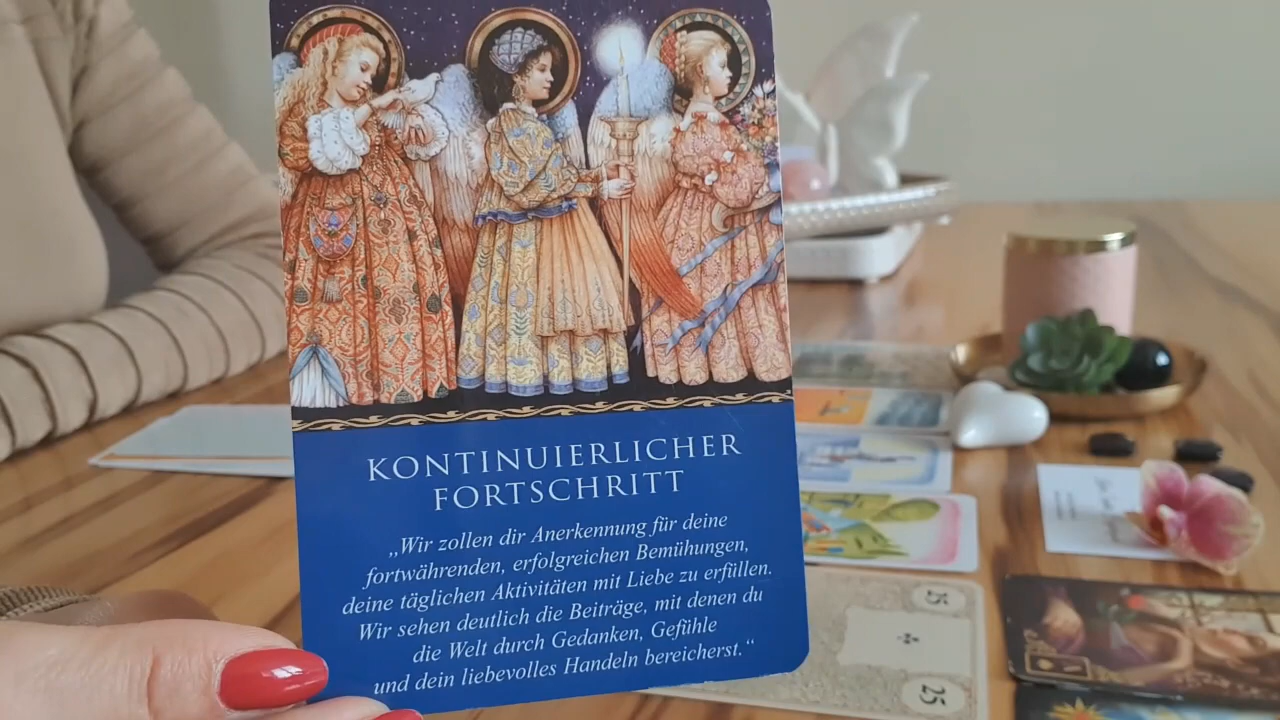 KONTINUIERLICHER
FORTSCHRITT
„Wir zollen dir Anerkennung für deine
fortwährenden, erfolgreichen Bemühungen,
deine täglichen Aktivitäten mit Liebe zu erfüllen.
Wir sehen deutlich die Beiträge, mit denen du
die Welt durch Gedanken, Gefühle
und dein liebevolles Handeln bereicherst.“
25
25